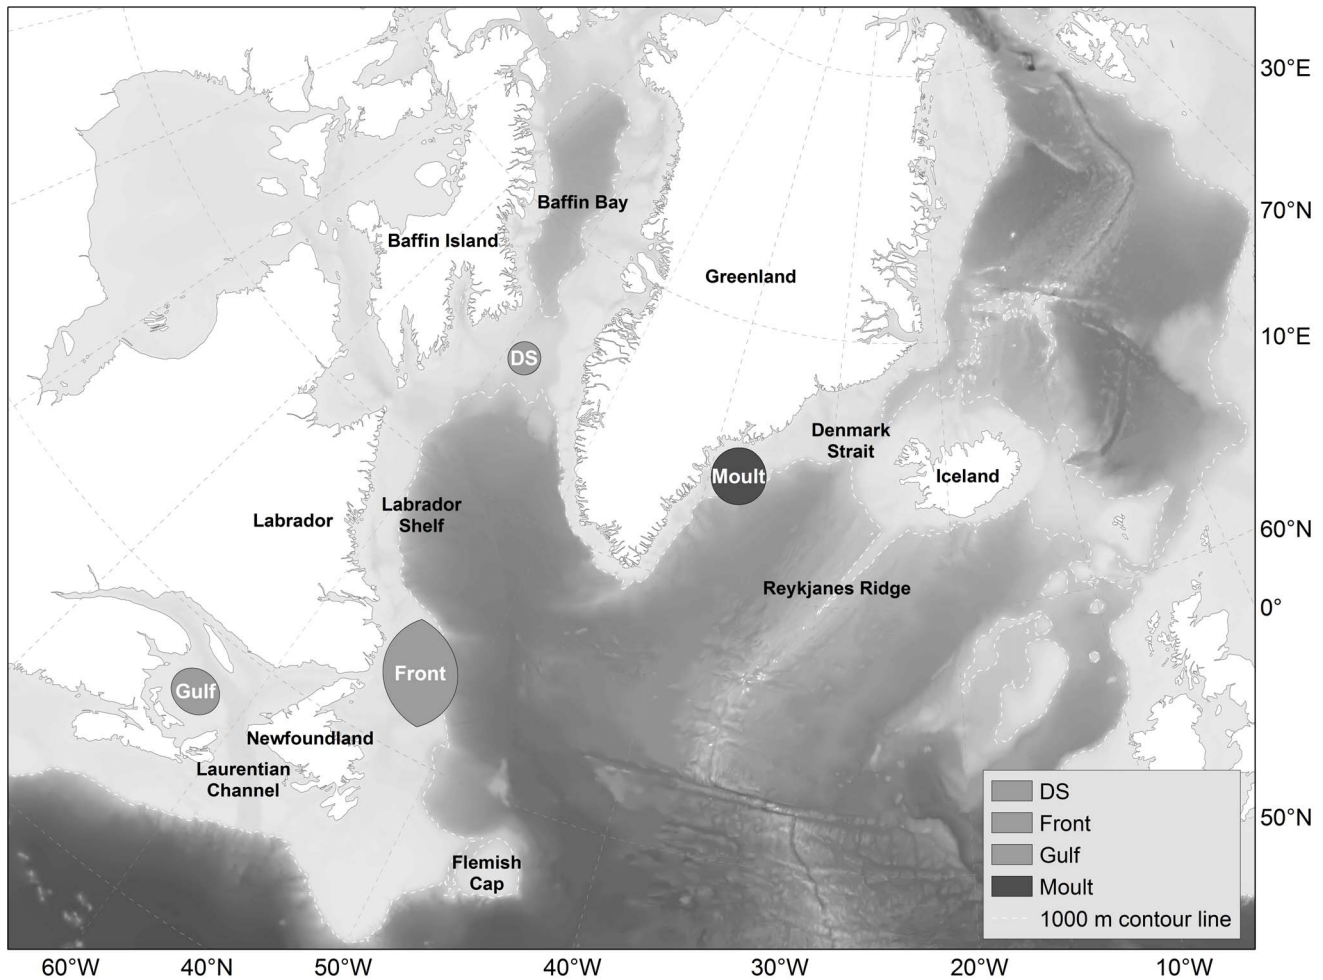 30°E
Baffin Bay
70°N
Baffin Island
Greenland
10°E
DS
Denmark
Strait
Moult
Iceland
Labrador
Shelf
Labrador
60°N
Reykjanes Ridge
0°
Front
Gulf
Newfoundland
Laurentian
Channel
DS
Front
50°N
Gulf
Flemish
Cap
Moult
1000 m contour line
60°W
40°N
50°W
40°W
30°W
20°W
10°W